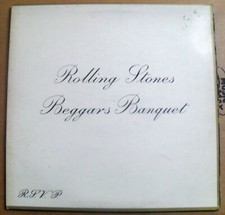 Rolling Stones
Beggars Banquet
R.S.V.P.